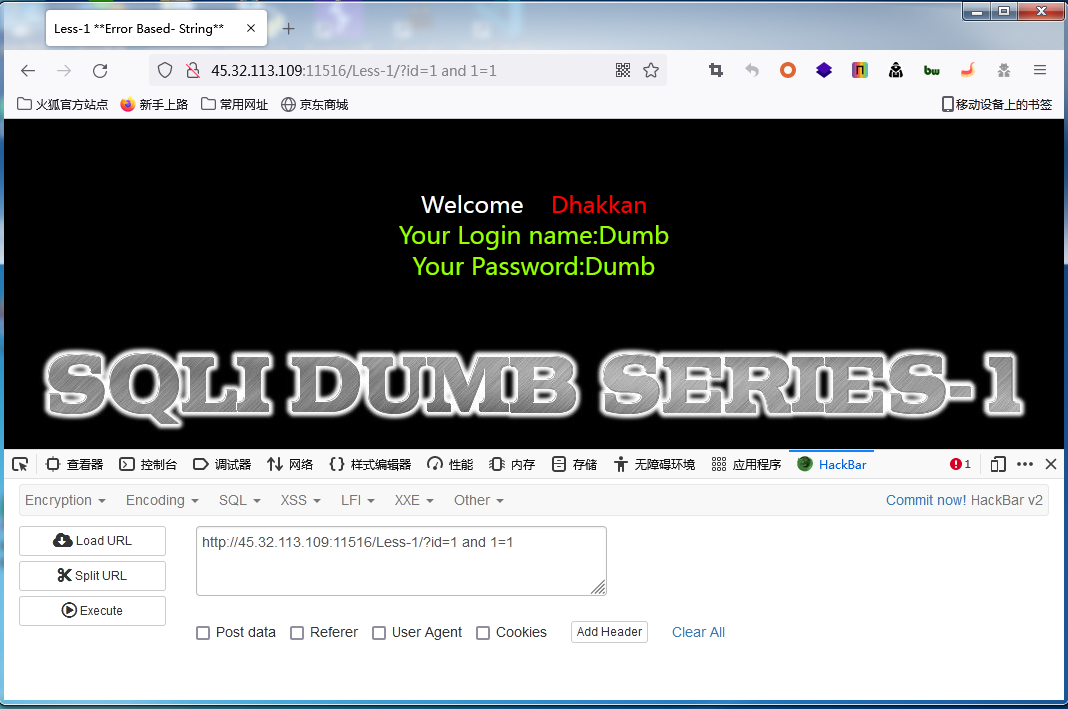 Less-1 **Error Based- String**
45.32.113.109:11516/Less-1/?id=1 and 1=1
火狐官方站点 新手上路 常用网址 京东商城 移动设备上的书签
Welcome Dhakkan
Your Login name:Dumb
Your Password:Dumb
SQLI DUMB SERIES-1
查看器 控制台 调试器 网络 样式编辑器 性能 内存 存储 无障碍环境 应用程序 HackBar 1
Encryption Encoding SQL XSS LFI XXE Other Commit now! HackBar v2
Load URL
http://45.32.113.109:11516/Less-1/?id=1 and 1=1
Split URL
Execute
Post data Referer User Agent Cookies Add Header Clear All